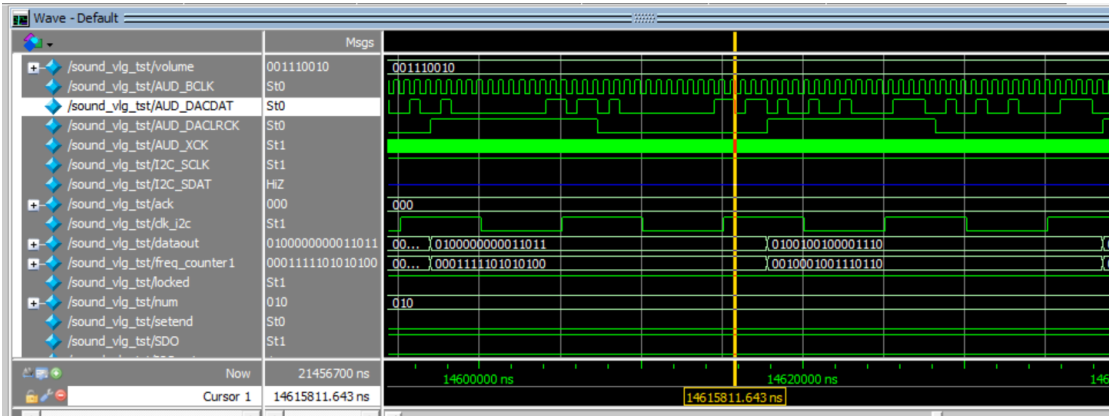 Wave - Default
Msgs
/sound_vlg_tst/volume 001110010 001110010
/sound_vlg_tst/AUD_BCLK St0
/sound_vlg_tst/AUD_DACDAT St0
/sound_vlg_tst/AUD_DACLRCK St0
/sound_vlg_tst/AUD_XCK St1
/sound_vlg_tst/I2C_SCLK St1
/sound_vlg_tst/I2C_SDAT HiZ
/sound_vlg_tst/ack 000 000
/sound_vlg_tst/clk_i2c St1
/sound_vlg_tst/dataout 0100000000011011 00... 0100000000011011 0100100100001110
/sound_vlg_tst/freq_counter1 0001111101010100 00... 0001111101010100 0010001001110110
/sound_vlg_tst/locked St1
/sound_vlg_tst/num 010 010
/sound_vlg_tst/setend St0
/sound_vlg_tst/SDO St1
Now 21456700 ns 14600000 ns 14620000 ns 146
Cursor 1 14615811.643 ns 14615811.643 ns